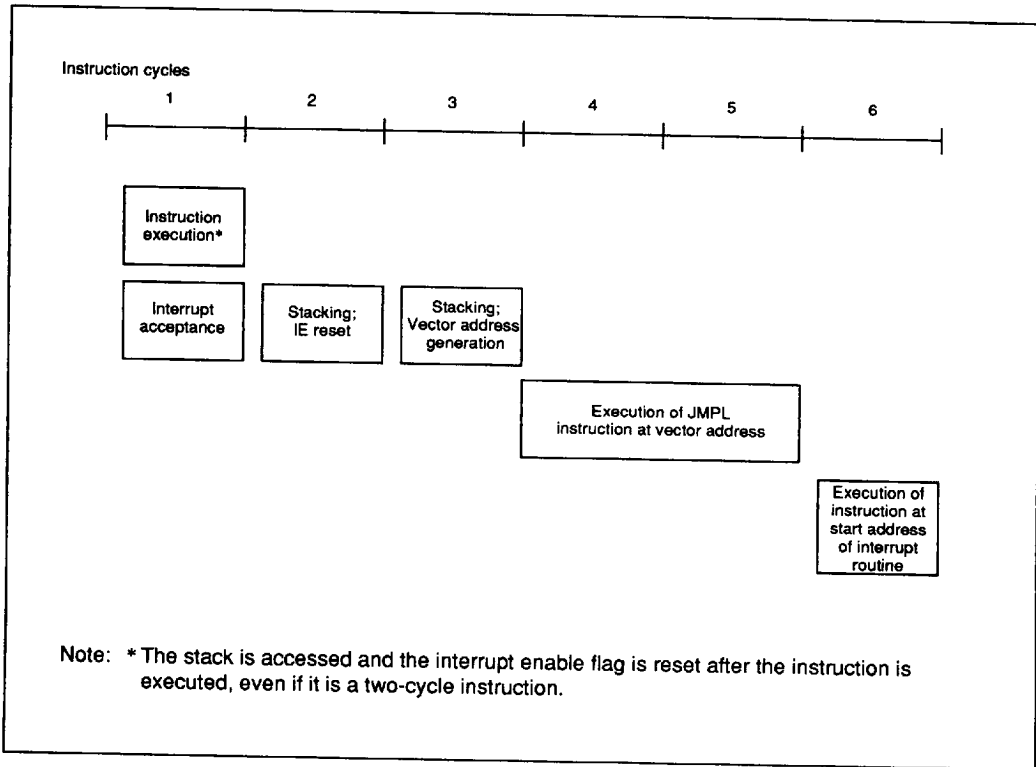 Instruction cycles
1 2 3 4 5 6
Instruction
execution*
Interrupt
acceptance
Stacking;
IE reset
Stacking;
Vector address
generation
Execution of JMPL
instruction at vector address
Execution of
instruction at
start address
of interrupt
routine
Note: * The stack is accessed and the interrupt enable flag is reset after the instruction is
executed, even if it is a two-cycle instruction.